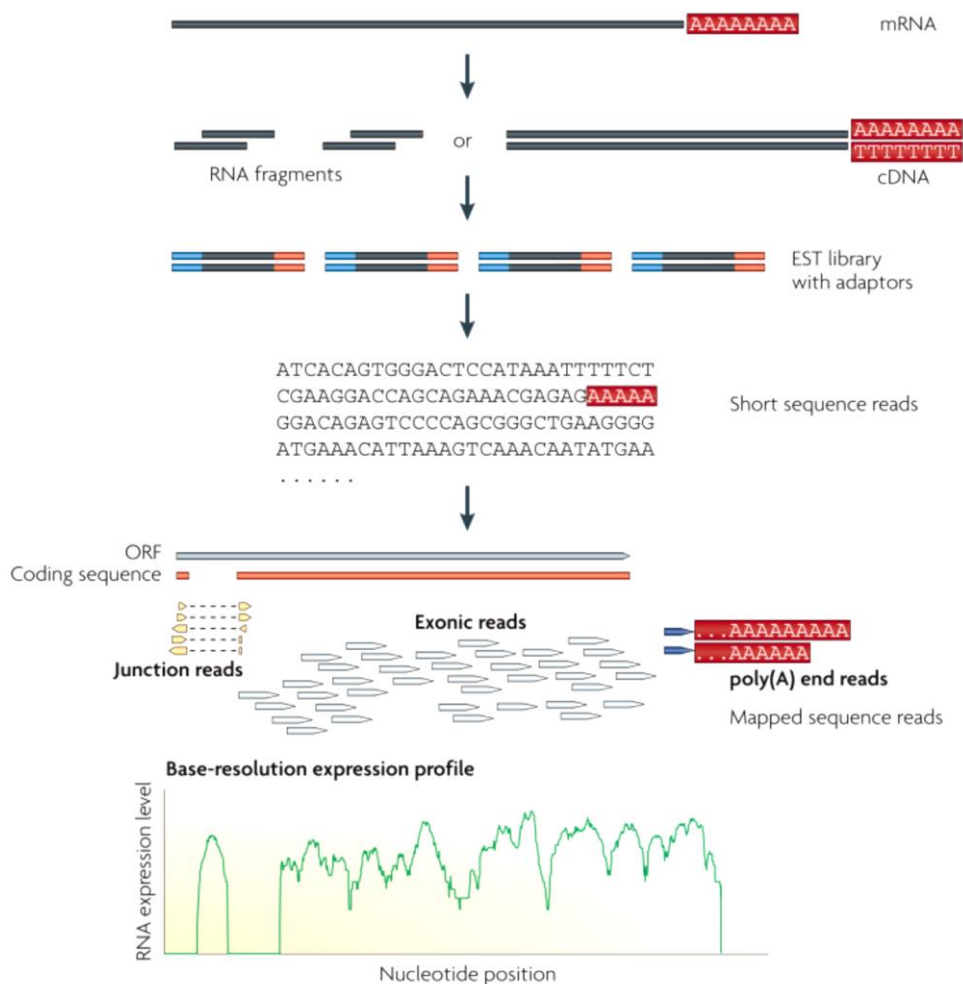 AAAAAAAA
mRNA
or
AAAAAAAA
TTTTTTTT
RNA fragments
cDNA
EST library
with adaptors
ATCACAGTGGGACTCCATAAATTTTTCT
CGAAGGACCAGCAGAAACGAGAGAAAAA
GGACAGAGTCCCCAGCGGGCTGAAGGGG
ATGAAACATTAAAGTCAAACAATATGAA
. . . . . .
Short sequence reads
ORF
Coding sequence
Junction reads
Exonic reads
...AAAAAAAAA
...AAAAAA
poly(A) end reads
Mapped sequence reads
Base-resolution expression profile
RNA expression level
Nucleotide position